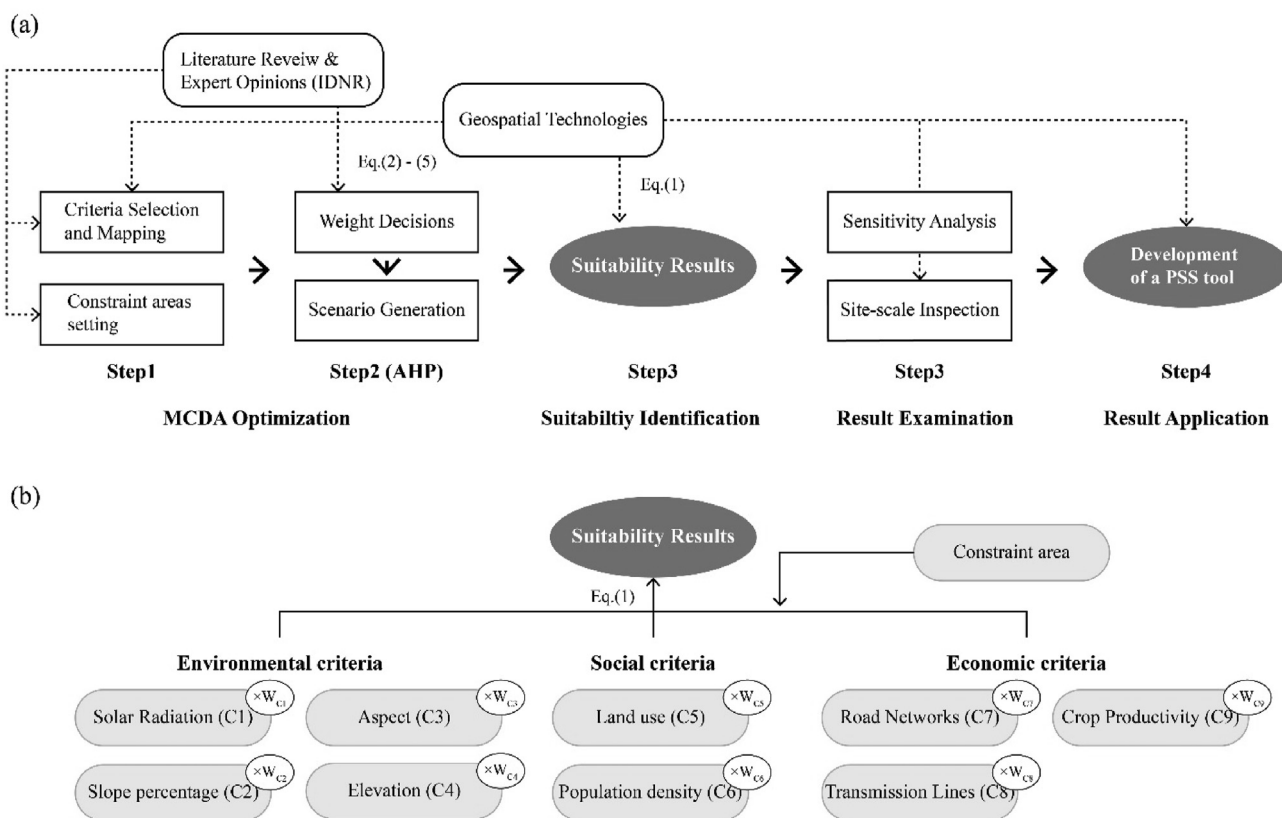 (a)
Literature Reveiw &
Expert Opinions (IDNR)
Geospatial Technologies
Eq.(2) - (5)
Eq.(1)
Criteria Selection
and Mapping
Weight Decisions
Suitability Results
Sensitivity Analysis
Development
of a PSS tool
Constraint areas
setting
Scenario Generation
Site-scale Inspection
Step1
Step2 (AHP)
Step3
Step3
Step4
MCDA Optimization
Suitabiltiy Identification
Result Examination
Result Application
(b)
Suitability Results
Constraint area
Eq.(1)
Environmental criteria
Social criteria
Economic criteria
Solar Radiation (C1)
×WC1
Aspect (C3)
×WC3
Land use (C5)
×WC5
Road Networks (C7)
×WC7
Crop Productivity (C9)
×WC9
Slope percentage (C2)
×WC2
Elevation (C4)
×WC4
Population density (C6)
×WC6
Transmission Lines (C8)
×WC8